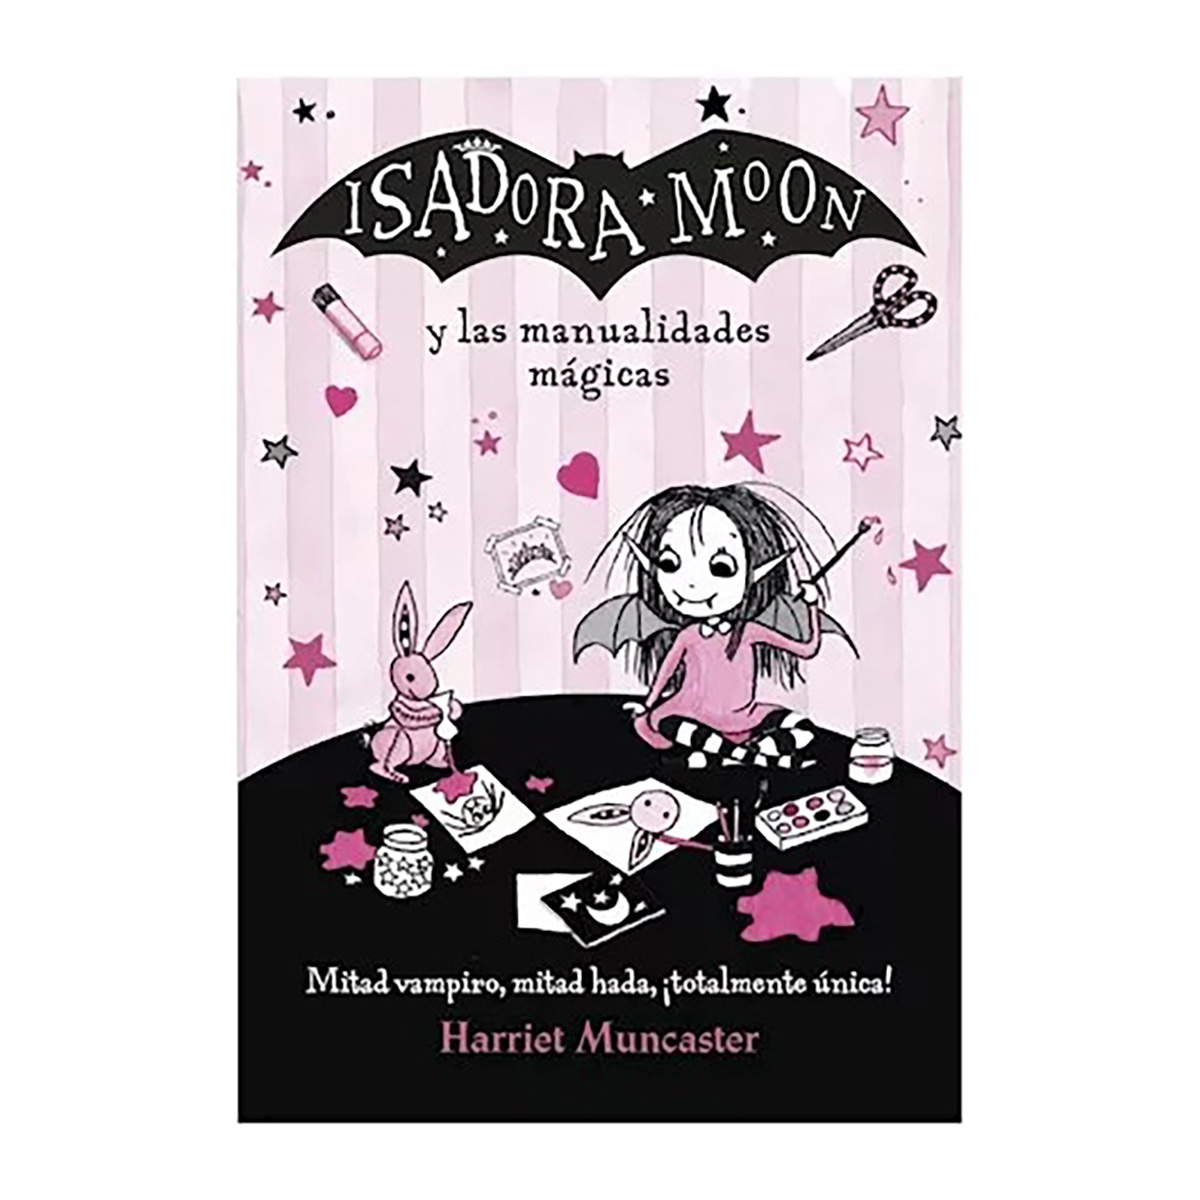 ISADORA MOON
y las manualidades
mágicas
Mitad vampiro, mitad hada, ¡totalmente única!
Harriet Muncaster